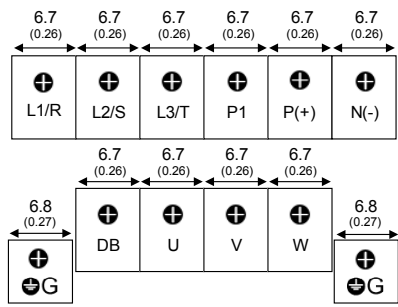 6.7 6.7 6.7 6.7 6.7 6.7
(0.26) (0.26) (0.26) (0.26) (0.26) (0.26)
L1/R L2/S L3/T P1 P(+) N(-)
6.7 6.7 6.7 6.7
(0.26) (0.26) (0.26) (0.26)
6.8 6.8
(0.27) (0.27)
DB U V W
G G